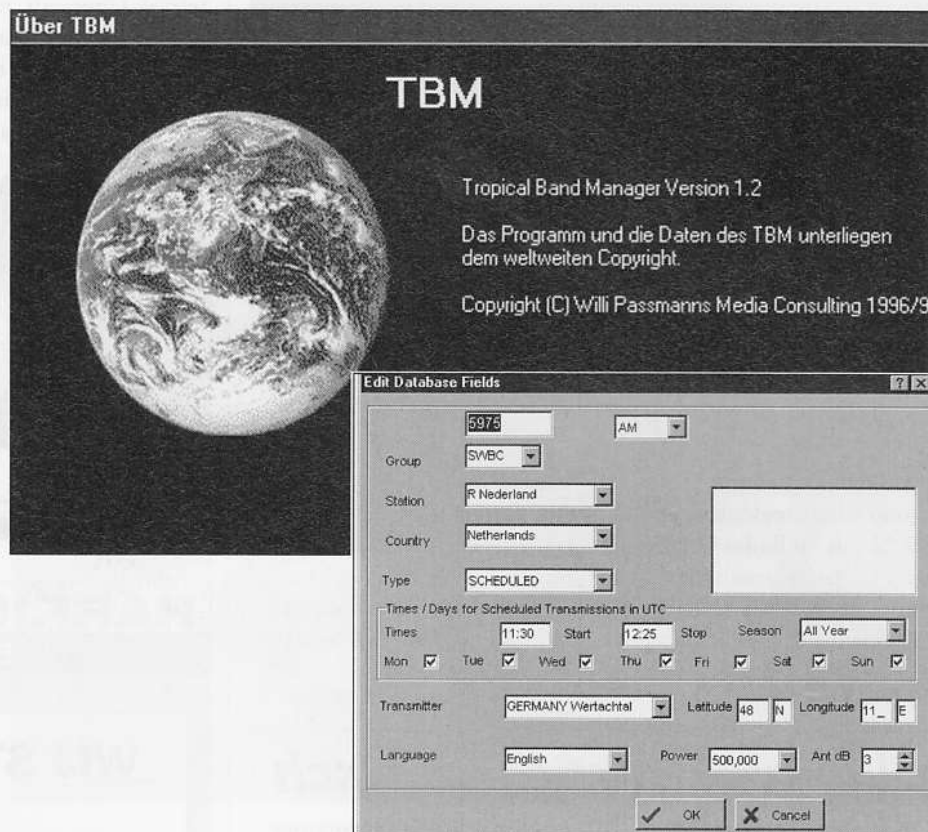 Über TBM
TBM
Tropical Band Manager Version 1.2
Das Programm und die Daten des TBM unterliegen
dem weltweiten Copyright.
Copyright (C) Willi Passmanns Media Consulting 1996/9
Edit Database Fields
5975 AM
Group SWBC
Station R Nederland
Country Netherlands
Type SCHEDULED
Times / Days for Scheduled Transmissions in UTC
Times 11:30 Start 12:25 Stop Season All Year
Mon Tue Wed Thu Fri Sat Sun
Transmitter GERMANY Wertachtal Latitude 48 N Longitude 11_ E
Language English Power 500,000 Ant dB 3
OK Cancel